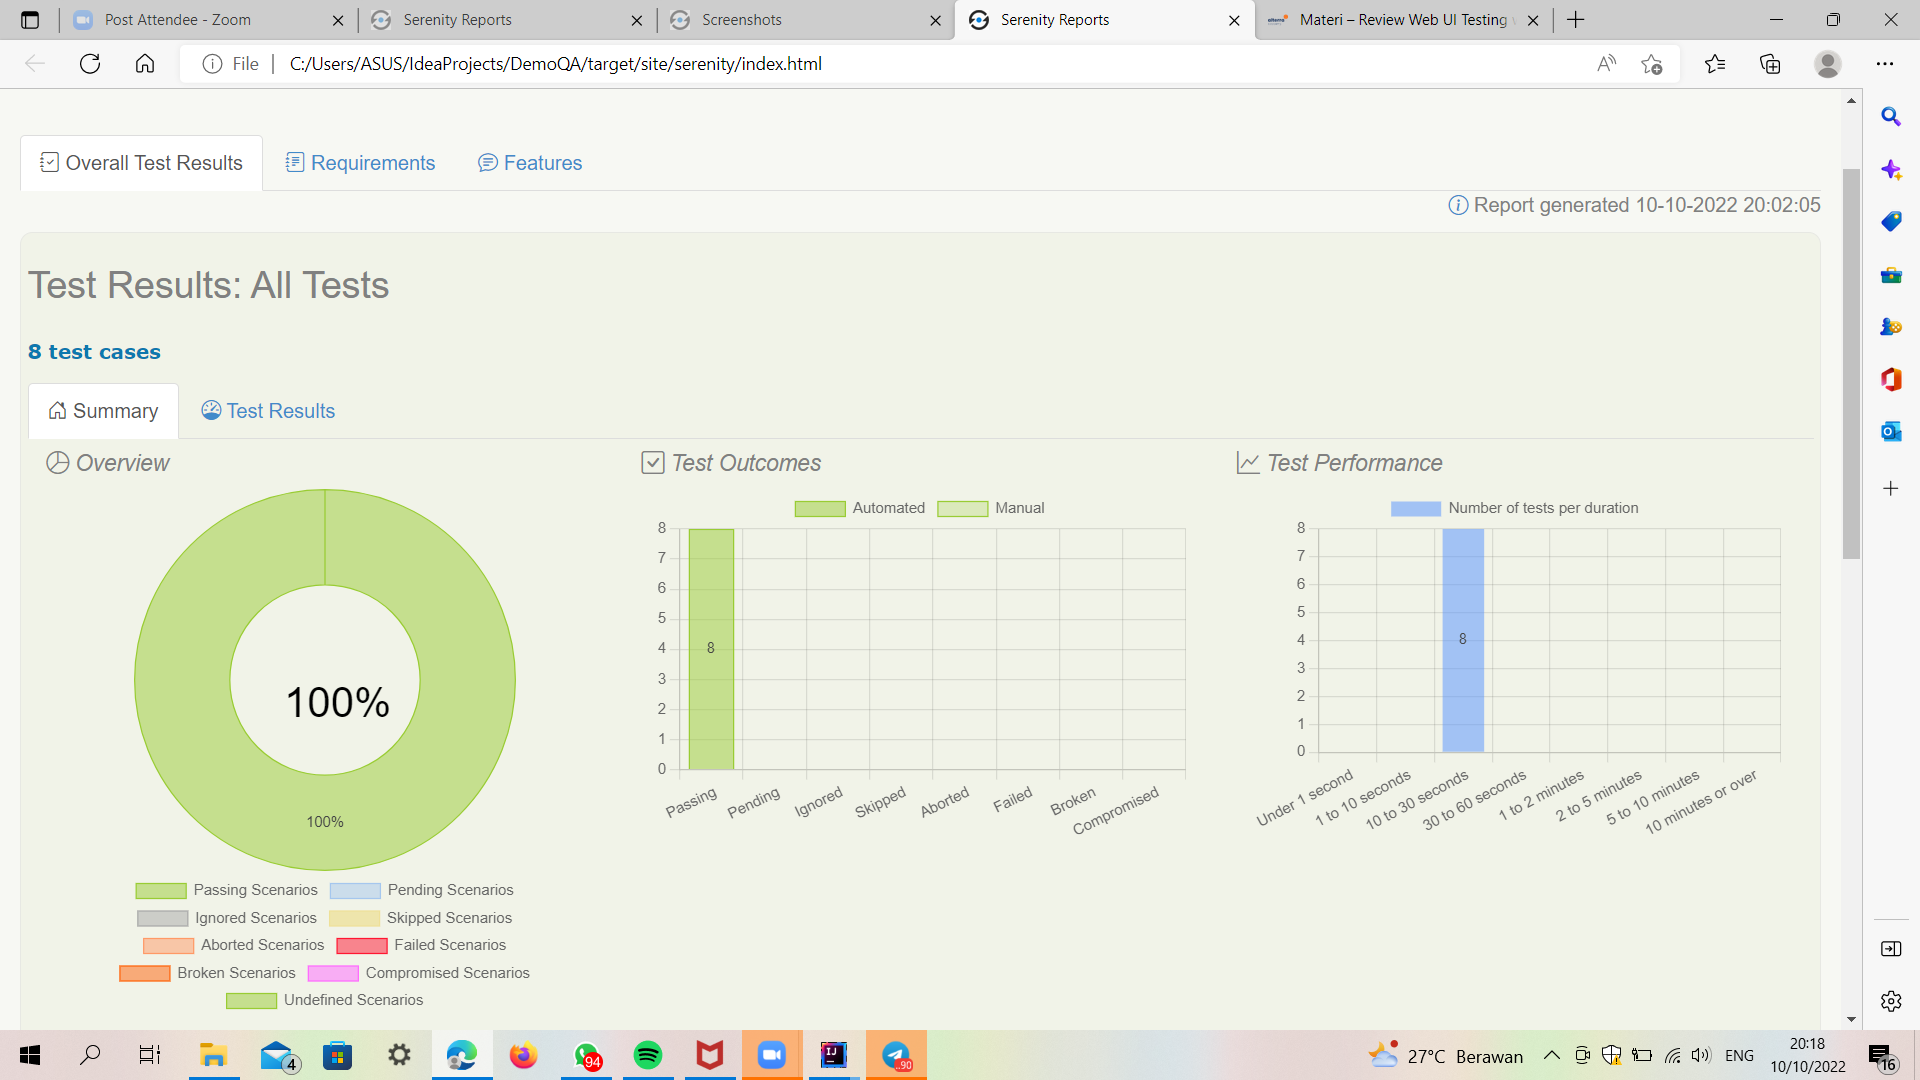 Post Attendee - Zoom
Serenity Reports
Screenshots
Serenity Reports
Materi – Review Web UI Testing
File
C:/Users/ASUS/IdeaProjects/DemoQA/target/site/serenity/index.html
Overall Test Results
Requirements
Features
Report generated 10-10-2022 20:02:05
Test Results: All Tests
8 test cases
Summary
Test Results
Overview
Test Outcomes
Test Performance
100%
100%
Passing Scenarios
Pending Scenarios
Ignored Scenarios
Skipped Scenarios
Aborted Scenarios
Failed Scenarios
Broken Scenarios
Compromised Scenarios
Undefined Scenarios
Automated
Manual
8
7
6
5
4
3
2
1
0
8
Passing
Pending
Ignored
Skipped
Aborted
Failed
Broken
Compromised
Number of tests per duration
8
7
6
5
4
3
2
1
0
8
Under 1 second
1 to 10 seconds
10 to 30 seconds
30 to 60 seconds
1 to 2 minutes
2 to 5 minutes
5 to 10 minutes
10 minutes or over
4
94
IJ
..90
27°C Berawan
ENG
20:18
10/10/2022
16